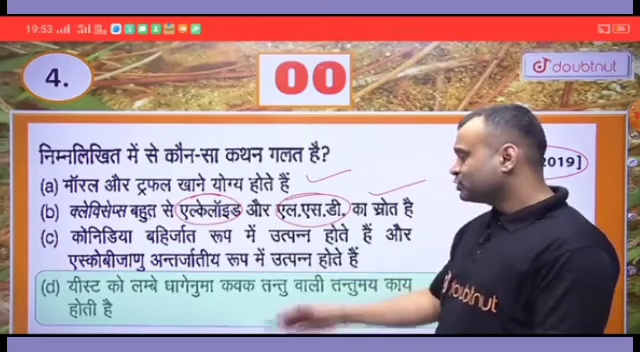 19:53
4.
00
doubtnut
निम्नलिखित में से कौन-सा कथन गलत है?
2019]
(a) मॉरल और ट्रफल खाने योग्य होते हैं
(b) क्लेविसेप्स बहुत से एल्केलॉइड और एल.एस.डी. का स्रोत है
(c) कोनिडिया बहिर्जात रूप में उत्पन्न होते हैं और
एस्कोबीजाणु अन्तर्जातीय रूप में उत्पन्न होते हैं
(d) यीस्ट को लम्बे धागेनुमा कवक तन्तु वाली तन्तुमय काय
होती है
doubtnut